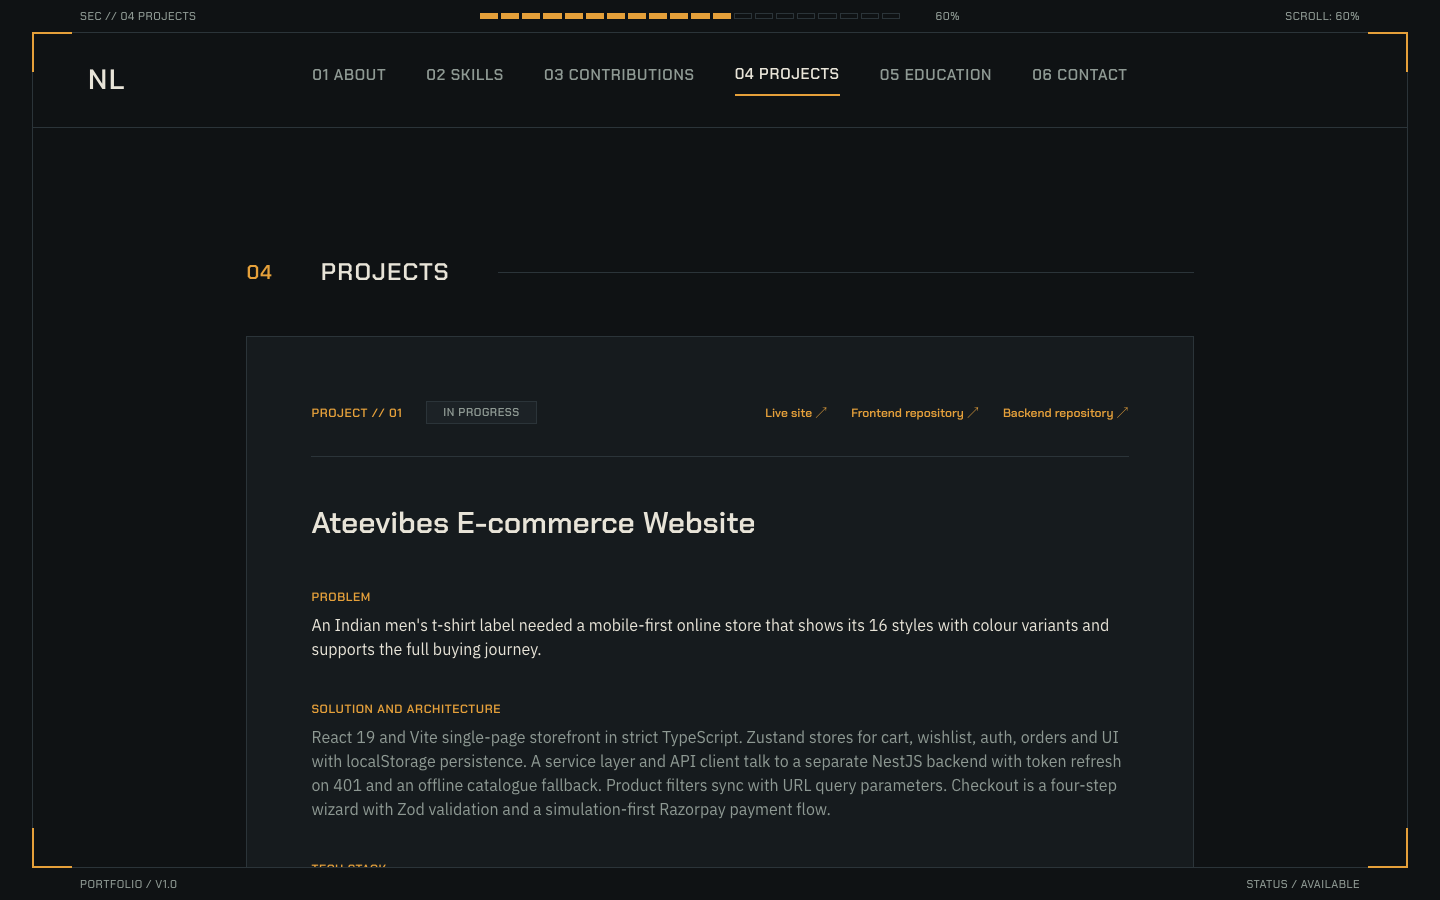 SEC // 04 PROJECTS
60%
SCROLL: 60%
NL
01 ABOUT
02 SKILLS
03 CONTRIBUTIONS
04 PROJECTS
05 EDUCATION
06 CONTACT
04
PROJECTS
PROJECT // 01
IN PROGRESS
Live site ↗
Frontend repository ↗
Backend repository ↗
Ateevibes E-commerce Website
PROBLEM
An Indian men's t-shirt label needed a mobile-first online store that shows its 16 styles with colour variants and
supports the full buying journey.
SOLUTION AND ARCHITECTURE
React 19 and Vite single-page storefront in strict TypeScript. Zustand stores for cart, wishlist, auth, orders and UI
with localStorage persistence. A service layer and API client talk to a separate NestJS backend with token refresh
on 401 and an offline catalogue fallback. Product filters sync with URL query parameters. Checkout is a four-step
wizard with Zod validation and a simulation-first Razorpay payment flow.
TECH STACK
PORTFOLIO / V1.0
STATUS / AVAILABLE